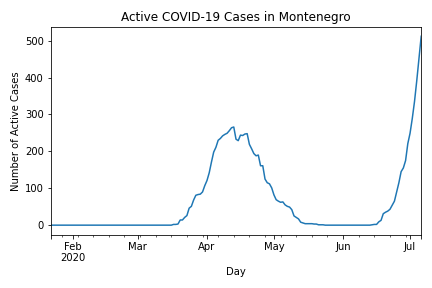 Active COVID-19 Cases in Montenegro
Number of Active Cases
500
400
300
200
100
0
Feb
2020
Mar
Apr
May
Jun
Jul
Day